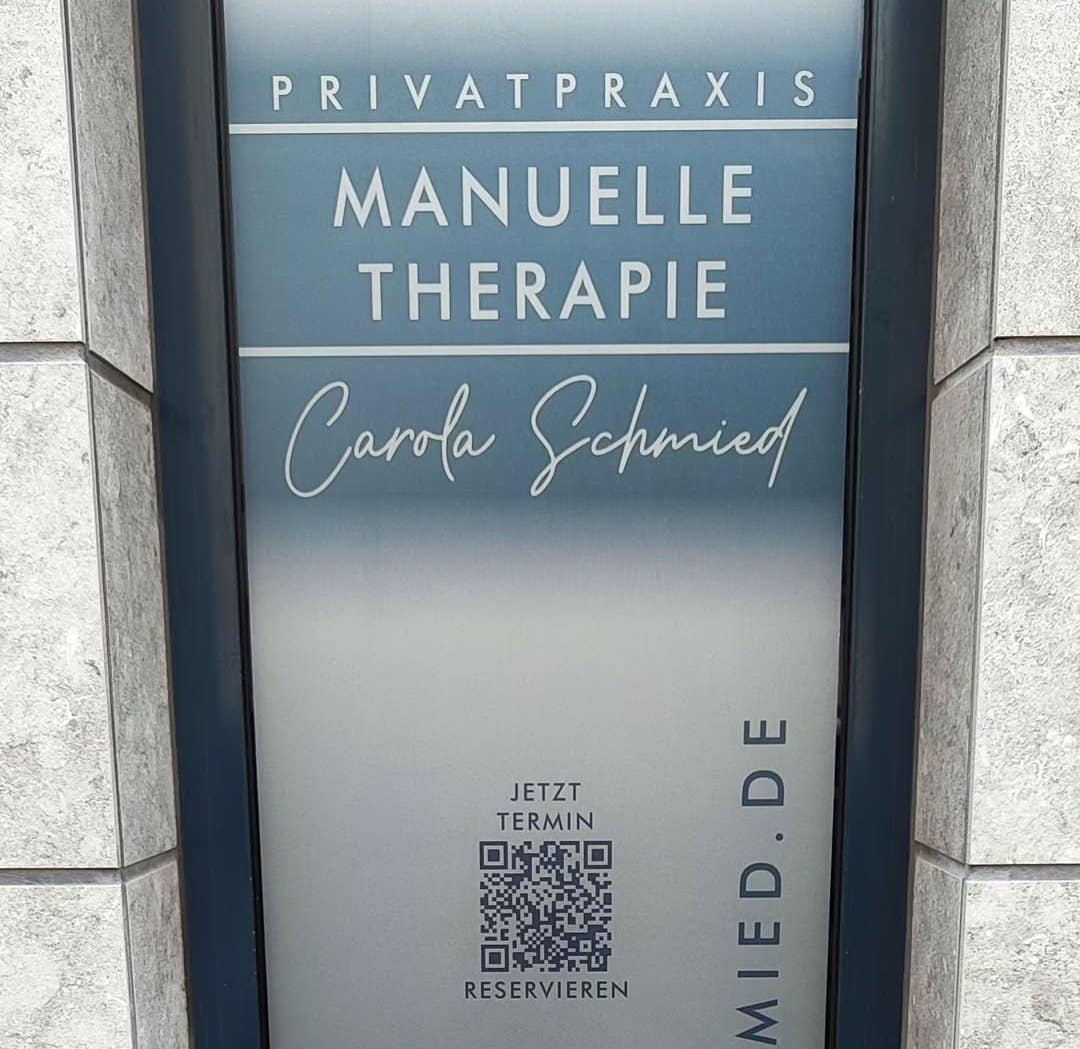 PRIVATPRAXIS
MANUELLE
THERAPIE
Carola Schmied
JETZT
TERMIN
RESERVIEREN
MIED.DE